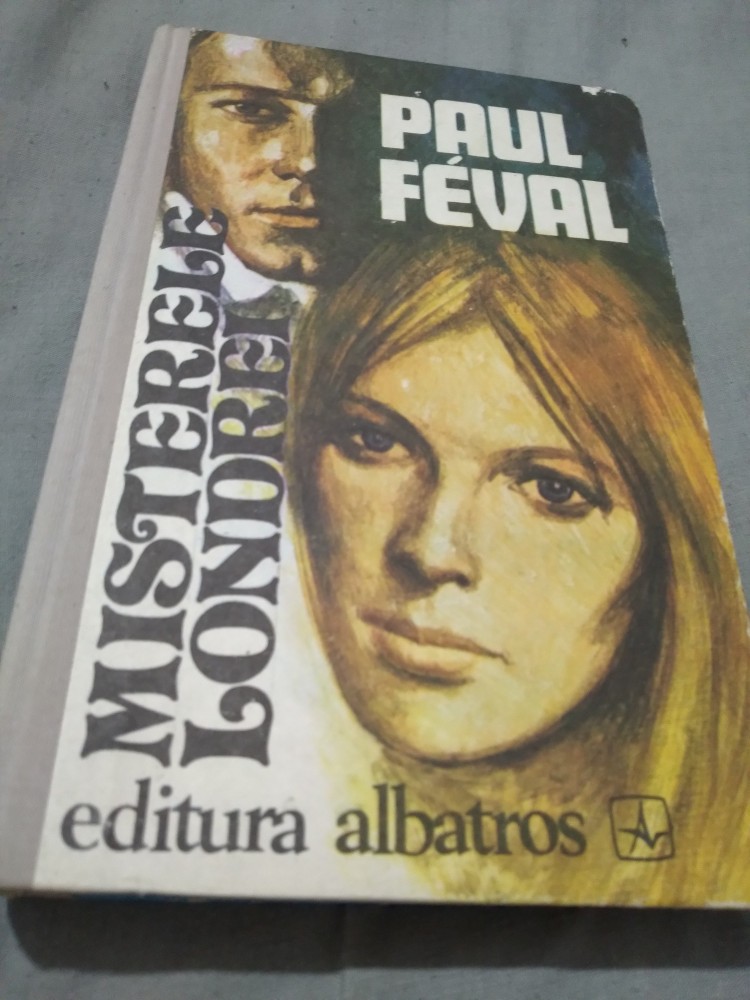 PAUL
FÉVAL
MISTERELE
LONDREI
editura albatros